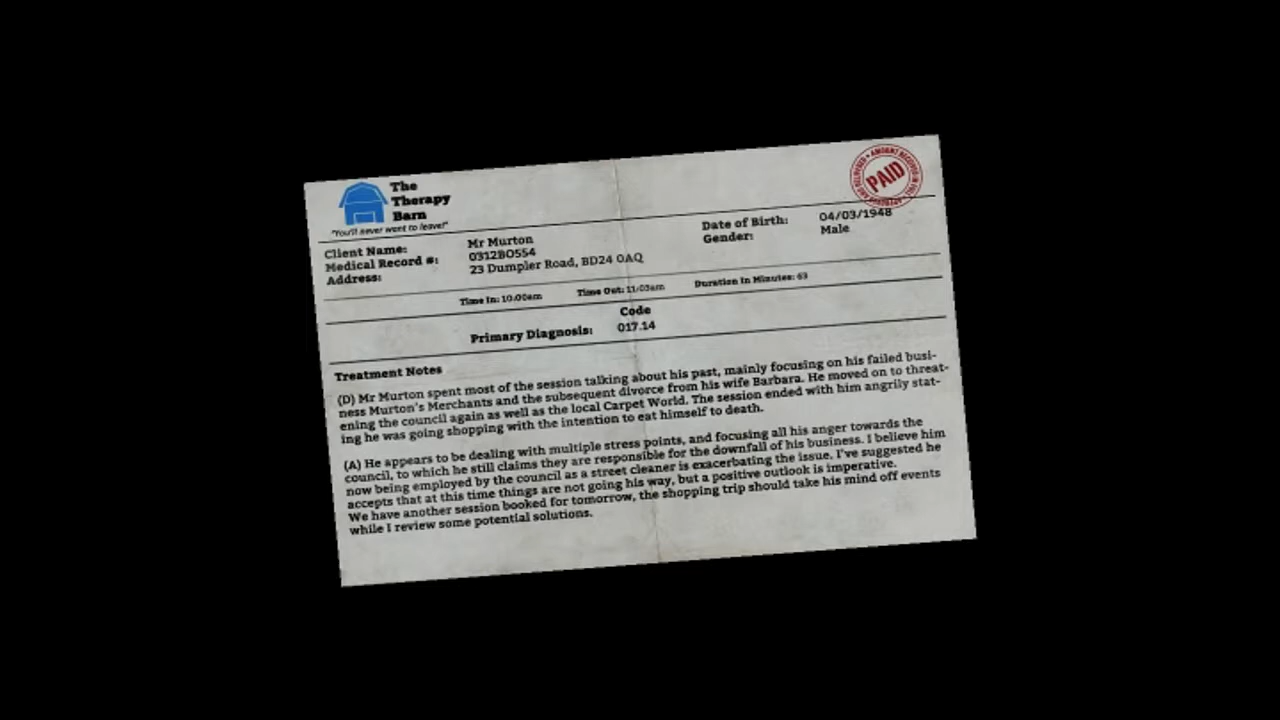 The
Therapy
Barn
"You'll never want to leave!"
PAID
Client Name: Mr Murton
Medical Record #: 0312BO554
Address: 23 Dumpler Road, BD24 0AQ
Date of Birth: 04/03/1948
Gender: Male
Time In: 10.00am Time Out: 11/03am Duration In Minutes: 63
Code
Primary Diagnosis: 017.14
Treatment Notes
(D) Mr Murton spent most of the session talking about his past, mainly focusing on his failed busi-
ness Murton's Merchants and the subsequent divorce from his wife Barbara. He moved on to threat-
ening the council again as well as the local Carpet World. The session ended with him angrily stat-
ing he was going shopping with the intention to eat himself to death.
(A) He appears to be dealing with multiple stress points, and focusing all his anger towards the
council, to which he still claims they are responsible for the downfall of his business. I believe him
now being employed by the council as a street cleaner is exacerbating the issue. I've suggested he
accepts that at this time things are not going his way, but a positive outlook is imperative.
We have another session booked for tomorrow, the shopping trip should take his mind off events
while I review some potential solutions.